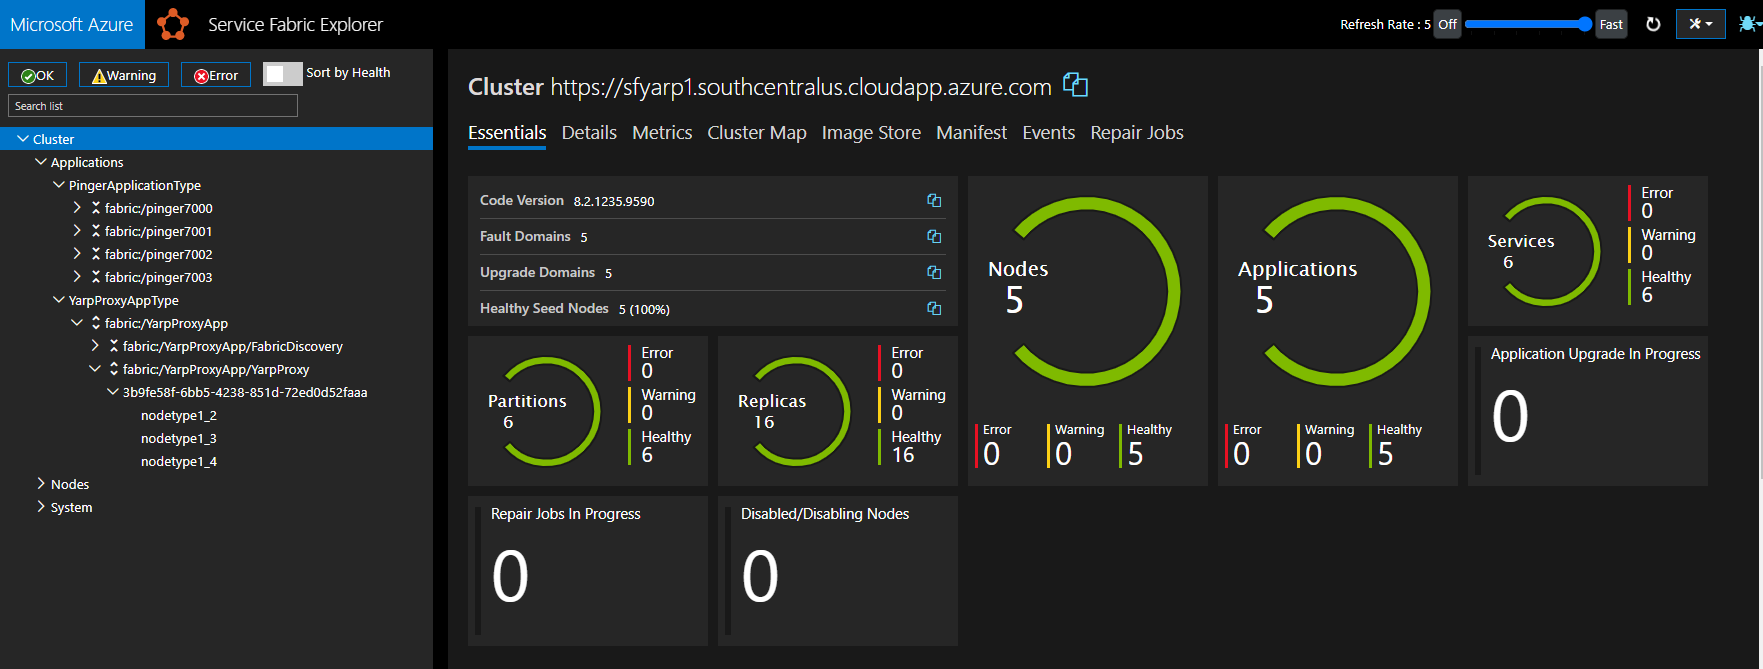 Microsoft Azure
Service Fabric Explorer
Refresh Rate : 5 Off Fast
OK
Warning
Error
Sort by Health
Search list
Cluster
Applications
PingerApplicationType
fabric:/pinger7000
fabric:/pinger7001
fabric:/pinger7002
fabric:/pinger7003
YarpProxyAppType
fabric:/YarpProxyApp
fabric:/YarpProxyApp/FabricDiscovery
fabric:/YarpProxyApp/YarpProxy
3b9fe58f-6bb5-4238-851d-72ed0d52faaa
nodetype1_2
nodetype1_3
nodetype1_4
Nodes
System
Cluster https://sfyarp1.southcentralus.cloudapp.azure.com
Essentials Details Metrics Cluster Map Image Store Manifest Events Repair Jobs
Code Version 8.2.1235.9590
Fault Domains 5
Upgrade Domains 5
Healthy Seed Nodes 5 (100%)
Nodes
5
Error
0
Warning
0
Healthy
5
Applications
5
Error
0
Warning
0
Healthy
5
Services
6
Error
0
Warning
0
Healthy
6
Partitions
6
Error
0
Warning
0
Healthy
6
Replicas
16
Error
0
Warning
0
Healthy
16
Application Upgrade In Progress
0
Repair Jobs In Progress
0
Disabled/Disabling Nodes
0